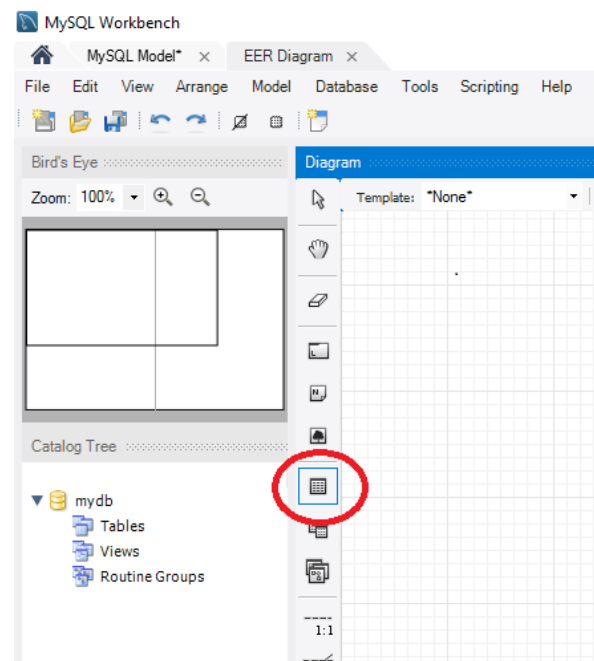 MySQL Workbench
MySQL Model* × EER Diagram ×
File Edit View Arrange Model Database Tools Scripting Help
Bird's Eye Diagram
Zoom: 100% Template: *None*
Catalog Tree
mydb
Tables
Views
Routine Groups
1:1